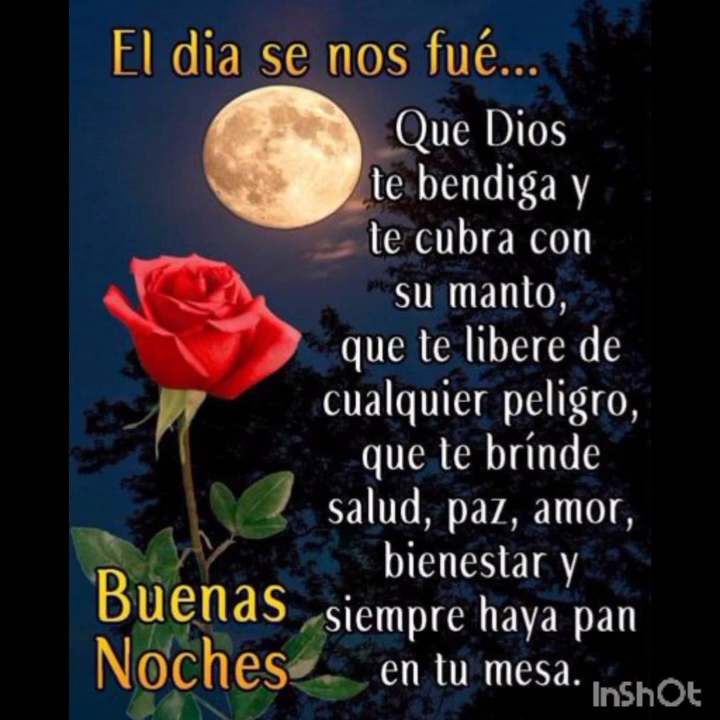 El dia se nos fué...
Que Dios
te bendiga y
te cubra con
su manto,
que te libere de
cualquier peligro,
que te brínde
salud, paz, amor,
bienestar y
siempre haya pan
en tu mesa.
Buenas
Noches
InShOt